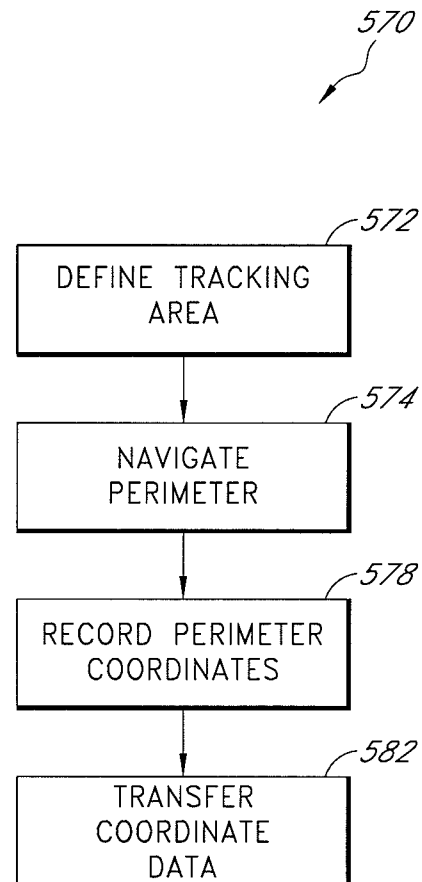 570
572
DEFINE TRACKING
AREA
574
NAVIGATE
PERIMETER
578
RECORD PERIMETER
COORDINATES
582
TRANSFER
COORDINATE
DATA